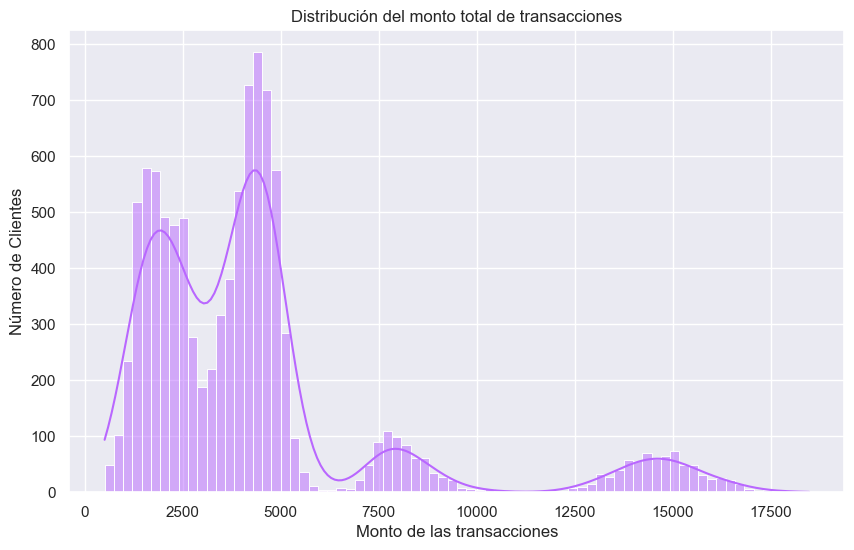 Distribución del monto total de transacciones
800
700
600
500
400
300
200
100
0
Número de Clientes
0 2500 5000 7500 10000 12500 15000 17500
Monto de las transacciones